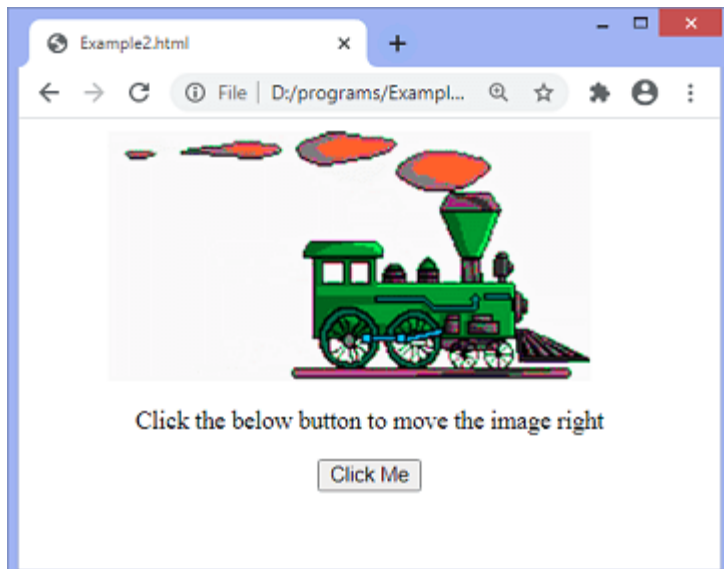 Example2.html
File
D:/programs/Exampl...
Click the below button to move the image right
Click Me